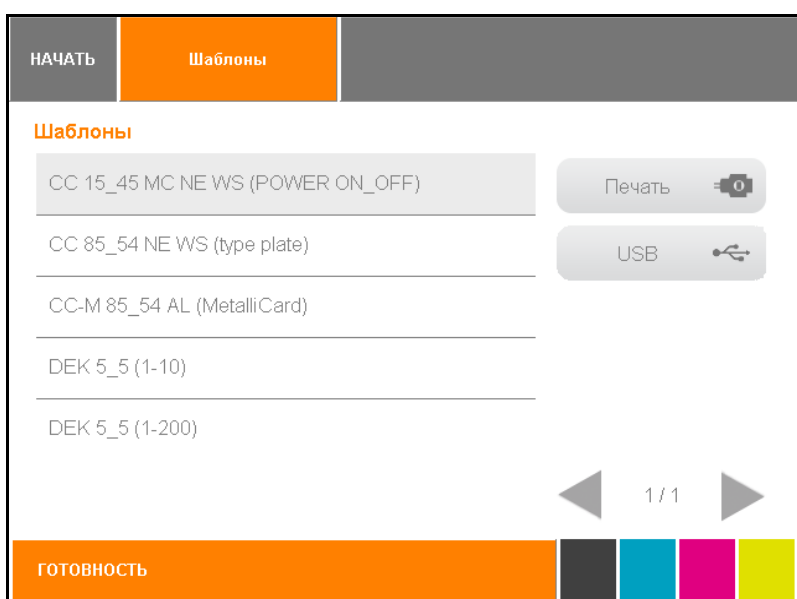 НАЧАТЬ
Шаблоны
Шаблоны
CC 15_45 MC NE WS (POWER ON_OFF)
Печать
CC 85_54 NE WS (type plate)
USB
CC-M 85_54 AL (MetalliCard)
DEK 5_5 (1-10)
DEK 5_5 (1-200)
1 / 1
ГОТОВНОСТЬ